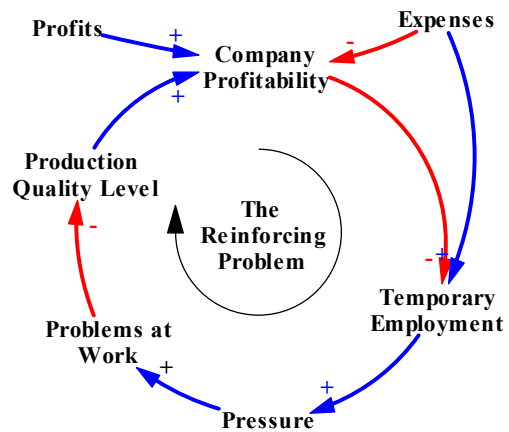 Profits
Expenses
+
-
Company
Profitability
+
Production
Quality Level
The
Reinforcing
Problem
-
-
+
Temporary
Employment
Problems at
Work
+
+
Pressure